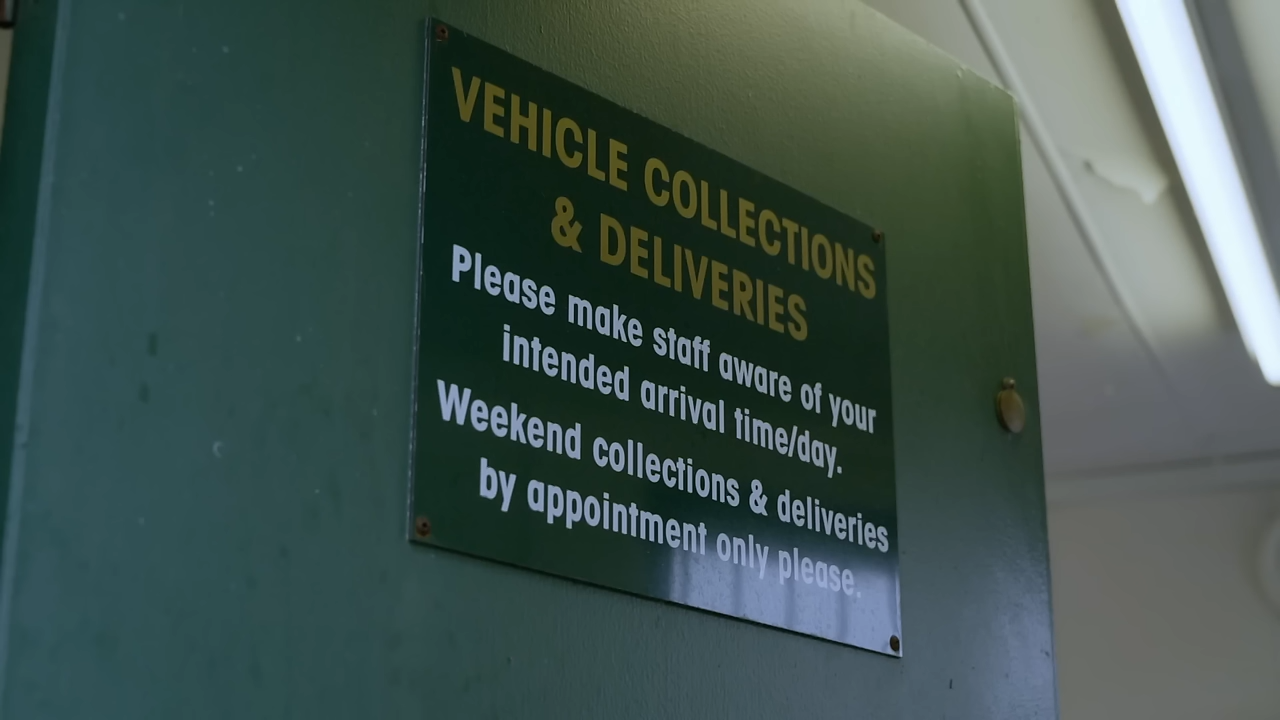 VEHICLE COLLECTIONS
& DELIVERIES
Please make staff aware of your
intended arrival time/day.
Weekend collections & deliveries
by appointment only please.